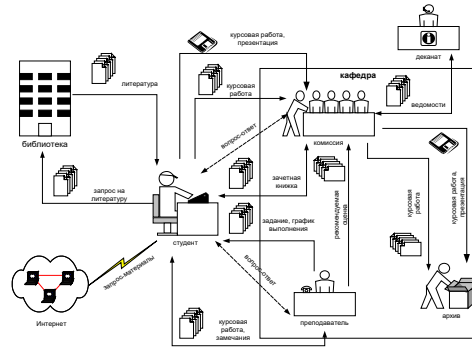 курсовая работа,
презентация
деканат
кафедра
литература
курсовая
работа
ведомости
библиотека
вопрос-ответ
комиссия
запрос на
литературу
зачетная
книжка
рекомендуемая
оценка
курсовая
работа
курсовая работа,
презентация
задание, график
выполнения
студент
запрос-материалы
вопрос-ответ
Интернет
преподаватель
архив
курсовая
работа,
замечания